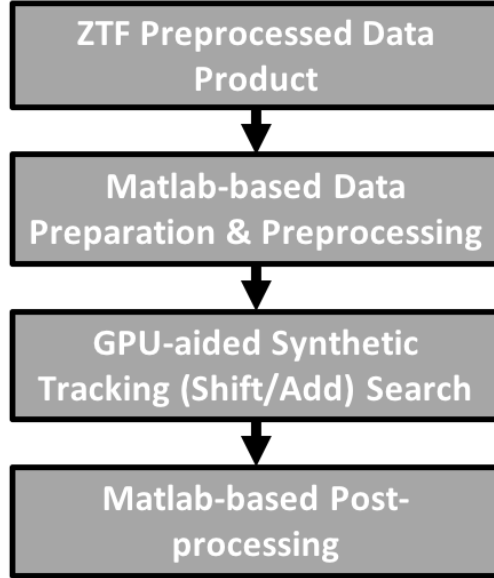 ZTF Preprocessed Data
Product
Matlab-based Data
Preparation & Preprocessing
GPU-aided Synthetic
Tracking (Shift/Add) Search
Matlab-based Post-
processing